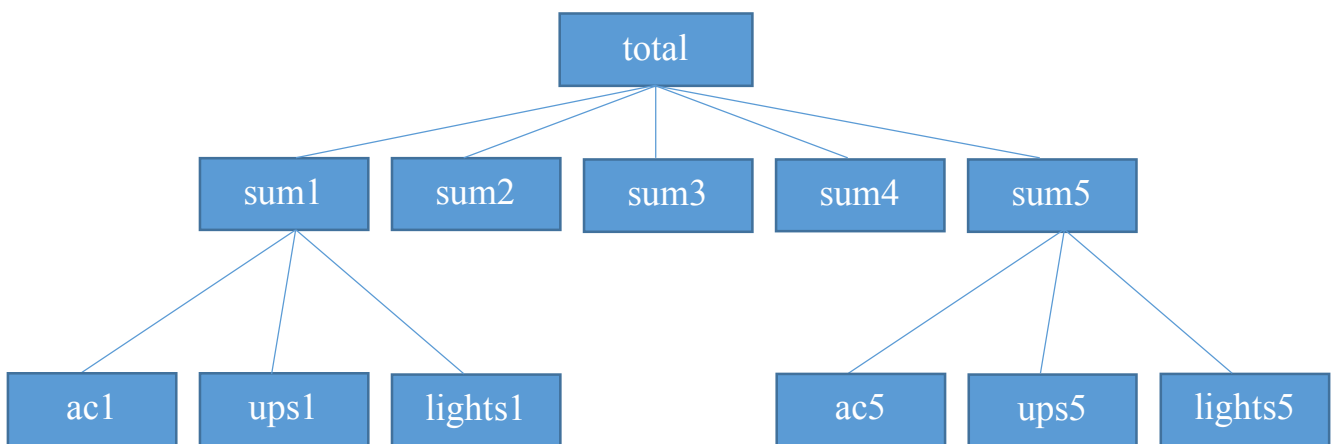 total
sum1
sum2
sum3
sum4
sum5
ac1
ups1
lights1
ac5
ups5
lights5